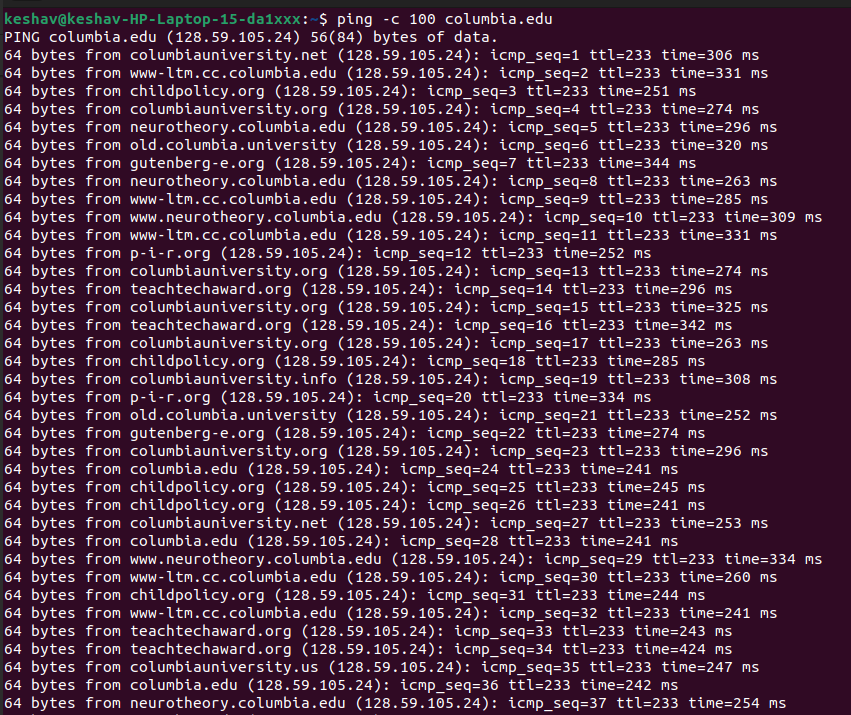 keshav@keshav-HP-Laptop-15-da1xxx:~$ ping -c 100 columbia.edu
PING columbia.edu (128.59.105.24) 56(84) bytes of data.
64 bytes from columbiauniversity.net (128.59.105.24): icmp_seq=1 ttl=233 time=306 ms
64 bytes from www-ltm.cc.columbia.edu (128.59.105.24): icmp_seq=2 ttl=233 time=331 ms
64 bytes from childpolicy.org (128.59.105.24): icmp_seq=3 ttl=233 time=251 ms
64 bytes from columbiauniversity.org (128.59.105.24): icmp_seq=4 ttl=233 time=274 ms
64 bytes from neurotheory.columbia.edu (128.59.105.24): icmp_seq=5 ttl=233 time=296 ms
64 bytes from old.columbia.university (128.59.105.24): icmp_seq=6 ttl=233 time=320 ms
64 bytes from gutenberg-e.org (128.59.105.24): icmp_seq=7 ttl=233 time=344 ms
64 bytes from neurotheory.columbia.edu (128.59.105.24): icmp_seq=8 ttl=233 time=263 ms
64 bytes from www-ltm.cc.columbia.edu (128.59.105.24): icmp_seq=9 ttl=233 time=285 ms
64 bytes from www.neurotheory.columbia.edu (128.59.105.24): icmp_seq=10 ttl=233 time=309 ms
64 bytes from www-ltm.cc.columbia.edu (128.59.105.24): icmp_seq=11 ttl=233 time=331 ms
64 bytes from p-i-r.org (128.59.105.24): icmp_seq=12 ttl=233 time=252 ms
64 bytes from columbiauniversity.org (128.59.105.24): icmp_seq=13 ttl=233 time=274 ms
64 bytes from teachtechaward.org (128.59.105.24): icmp_seq=14 ttl=233 time=296 ms
64 bytes from columbiauniversity.org (128.59.105.24): icmp_seq=15 ttl=233 time=325 ms
64 bytes from teachtechaward.org (128.59.105.24): icmp_seq=16 ttl=233 time=342 ms
64 bytes from columbiauniversity.org (128.59.105.24): icmp_seq=17 ttl=233 time=263 ms
64 bytes from childpolicy.org (128.59.105.24): icmp_seq=18 ttl=233 time=285 ms
64 bytes from columbiauniversity.info (128.59.105.24): icmp_seq=19 ttl=233 time=308 ms
64 bytes from p-i-r.org (128.59.105.24): icmp_seq=20 ttl=233 time=334 ms
64 bytes from old.columbia.university (128.59.105.24): icmp_seq=21 ttl=233 time=252 ms
64 bytes from gutenberg-e.org (128.59.105.24): icmp_seq=22 ttl=233 time=274 ms
64 bytes from columbiauniversity.org (128.59.105.24): icmp_seq=23 ttl=233 time=296 ms
64 bytes from columbia.edu (128.59.105.24): icmp_seq=24 ttl=233 time=241 ms
64 bytes from childpolicy.org (128.59.105.24): icmp_seq=25 ttl=233 time=245 ms
64 bytes from childpolicy.org (128.59.105.24): icmp_seq=26 ttl=233 time=241 ms
64 bytes from columbiauniversity.net (128.59.105.24): icmp_seq=27 ttl=233 time=253 ms
64 bytes from columbia.edu (128.59.105.24): icmp_seq=28 ttl=233 time=241 ms
64 bytes from www.neurotheory.columbia.edu (128.59.105.24): icmp_seq=29 ttl=233 time=334 ms
64 bytes from www-ltm.cc.columbia.edu (128.59.105.24): icmp_seq=30 ttl=233 time=260 ms
64 bytes from childpolicy.org (128.59.105.24): icmp_seq=31 ttl=233 time=244 ms
64 bytes from www-ltm.cc.columbia.edu (128.59.105.24): icmp_seq=32 ttl=233 time=241 ms
64 bytes from teachtechaward.org (128.59.105.24): icmp_seq=33 ttl=233 time=243 ms
64 bytes from teachtechaward.org (128.59.105.24): icmp_seq=34 ttl=233 time=424 ms
64 bytes from columbiauniversity.us (128.59.105.24): icmp_seq=35 ttl=233 time=247 ms
64 bytes from columbia.edu (128.59.105.24): icmp_seq=36 ttl=233 time=242 ms
64 bytes from neurotheory.columbia.edu (128.59.105.24): icmp_seq=37 ttl=233 time=254 ms